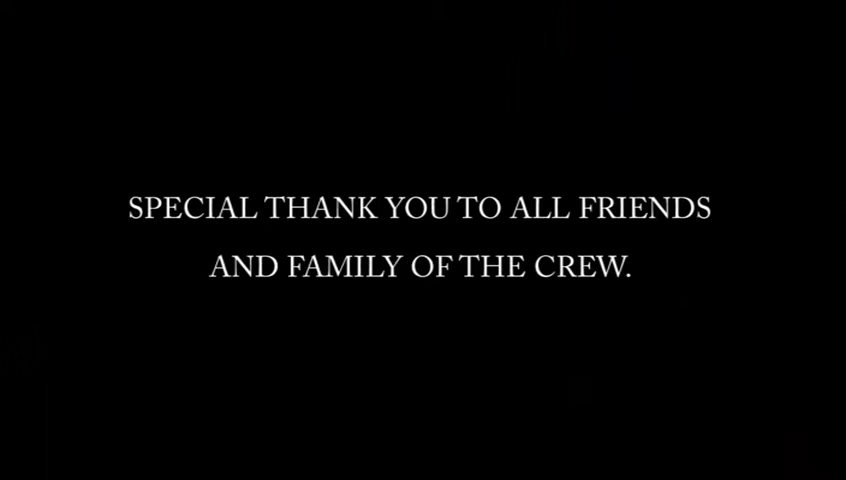 SPECIAL THANK YOU TO ALL FRIENDS
AND FAMILY OF THE CREW.